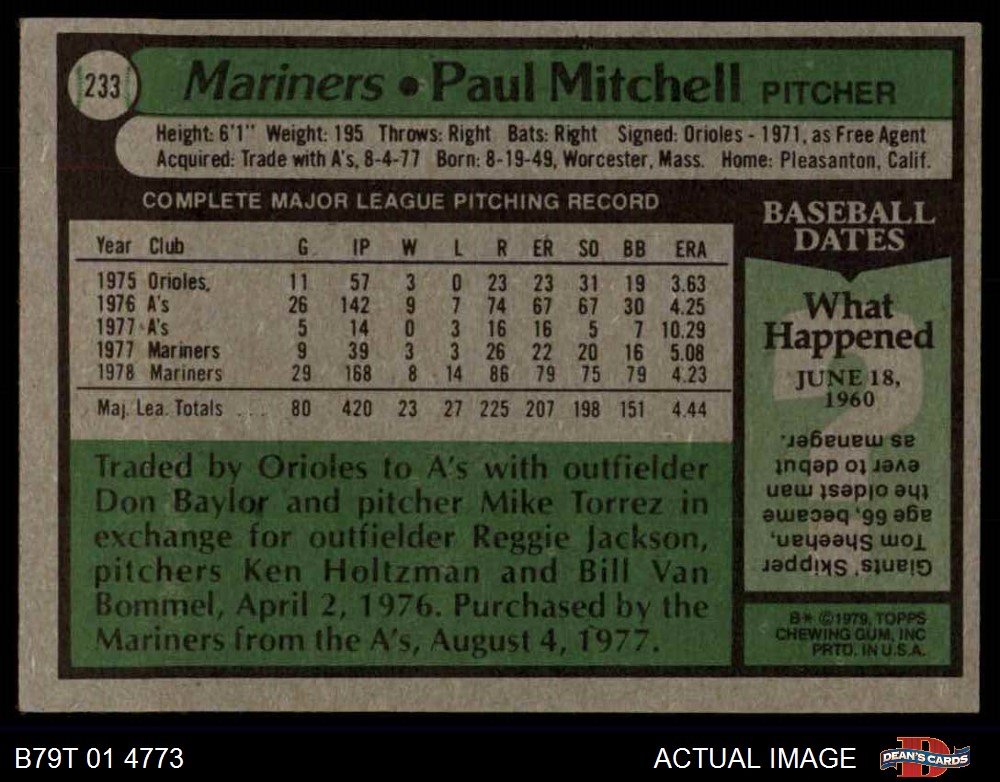 233
Mariners • Paul Mitchell PITCHER
Height: 6'1" Weight: 195 Throws: Right Bats: Right Signed: Orioles - 1971, as Free Agent
Acquired: Trade with A's, 8-4-77 Born: 8-19-49, Worcester, Mass. Home: Pleasanton, Calif.
COMPLETE MAJOR LEAGUE PITCHING RECORD
Year Club G IP W L R ER SO BB ERA
1975 Orioles. 11 57 3 0 23 23 31 19 3.63
1976 A's 26 142 9 7 74 67 67 30 4.25
1977 A's 5 14 0 3 16 16 5 7 10.29
1977 Mariners 9 39 3 3 26 22 20 16 5.08
1978 Mariners 29 168 8 14 86 79 75 79 4.23
Maj. Lea. Totals ... 80 420 23 27 225 207 198 151 4.44
Traded by Orioles to A's with outfielder
Don Baylor and pitcher Mike Torrez in
exchange for outfielder Reggie Jackson,
pitchers Ken Holtzman and Bill Van
Bommel, April 2, 1976. Purchased by the
Mariners from the A's, August 4, 1977.
BASEBALL
DATES
What
Happened
JUNE 18,
1960
Giants' Skipper
Tom Sheehan,
age 66, became
the oldest man
ever to debut
as manager.
B* ©1979, TOPPS
CHEWING GUM, INC
PRTD. IN U.S.A.
B79T 01 4773
ACTUAL IMAGE
DEAN'S CARDS